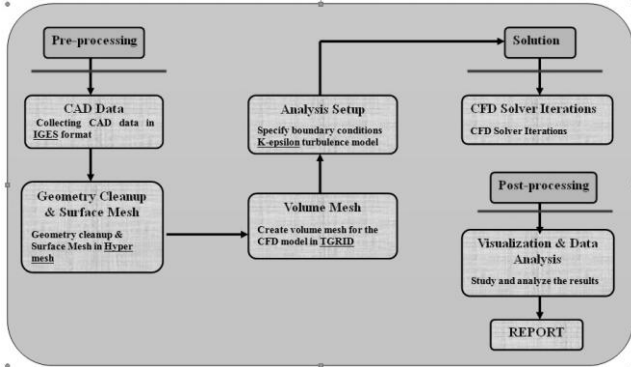 Pre-processing
CAD Data
Collecting CAD data in
IGES format
Geometry Cleanup
& Surface Mesh
Geometry cleanup &
Surface Mesh in Hyper
mesh
Analysis Setup
Specify boundary conditions
K-epsilon turbulence model
Volume Mesh
Create volume mesh for the
CFD model in TGRID
Solution
CFD Solver Iterations
CFD Solver Iterations
Post-processing
Visualization & Data
Analysis
Study and analyze the results
REPORT